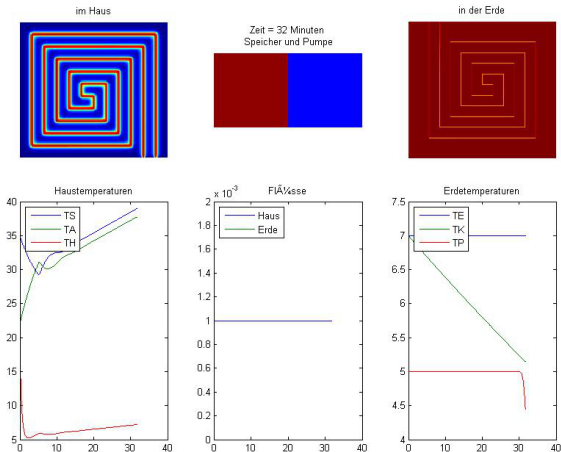 im Haus
Zeit = 32 Minuten
Speicher und Pumpe
in der Erde
Haustemperaturen
40
35
30
25
20
15
10
5
0 10 20 30 40
TS
TA
TH
FlÃ¼sse
x 10^-3
2
1.8
1.6
1.4
1.2
1
0.8
0.6
0.4
0.2
0
0 10 20 30 40
Haus
Erde
Erdetemperaturen
7.5
7
6.5
6
5.5
5
4.5
4
0 10 20 30 40
TE
TK
TP